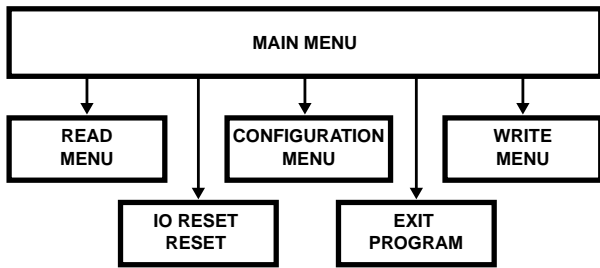 MAIN MENU
READ
MENU
CONFIGURATION
MENU
WRITE
MENU
IO RESET
RESET
EXIT
PROGRAM